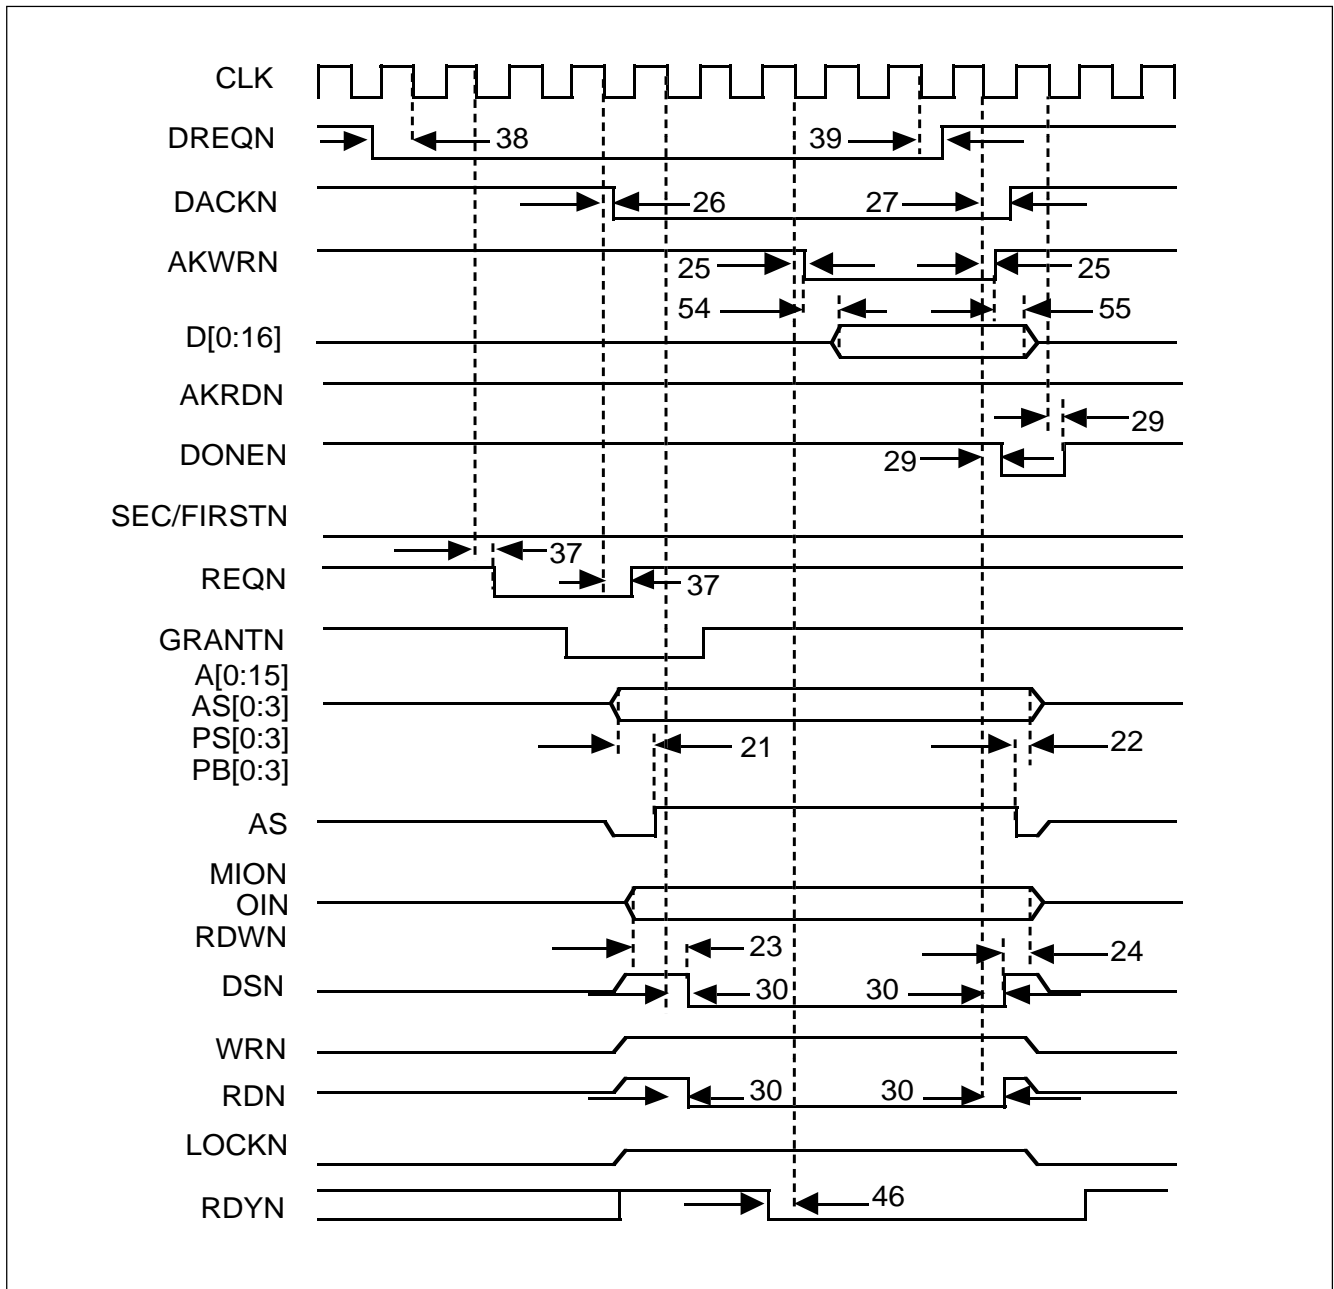 CLK
DREQN 38 39
DACKN 26 27
AKWRN 25 25
54 55
D[0:16]
AKRDN
29
DONEN 29
SEC/FIRSTN
37
REQN 37
GRANTN
A[0:15]
AS[0:3]
PS[0:3] 21 22
PB[0:3]
AS
MION
OIN
RDWN 23 24
DSN 30 30
WRN
RDN 30 30
LOCKN
RDYN 46